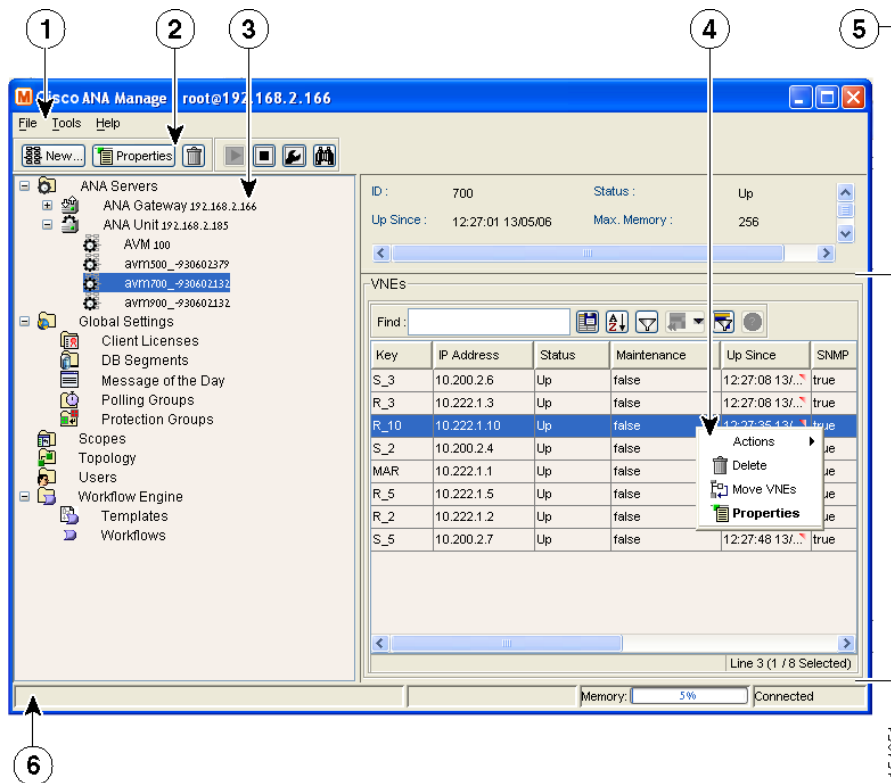 1 2 3 4 5
Cisco ANA Manage root@192.168.2.166
File Tools Help
New... Properties
ANA Servers
ANA Gateway 192.168.2.166
ANA Unit 192.168.2.185
AVM 100
avm500_-930602379
avm700_-930602132
avm900_-930602132
Global Settings
Client Licenses
DB Segments
Message of the Day
Polling Groups
Protection Groups
Scopes
Topology
Users
Workflow Engine
Templates
Workflows
ID : 700 Status : Up
Up Since : 12:27:01 13/05/06 Max. Memory : 256
VNEs
Find :
Key IP Address Status Maintenance Up Since SNMP
S_3 10.200.2.6 Up false 12:27:08 13/... true
R_3 10.222.1.3 Up false 12:27:08 13/... true
R_10 10.222.1.10 Up false 12:27:35 13/ true
S_2 10.200.2.4 Up false ue
MAR 10.222.1.1 Up false ue
R_5 10.222.1.5 Up false ue
R_2 10.222.1.2 Up false ue
S_5 10.200.2.7 Up false 12:27:48 13/... true
Actions
Delete
Move VNEs
Properties
Line 3 (1 / 8 Selected)
Memory: 5% Connected
6